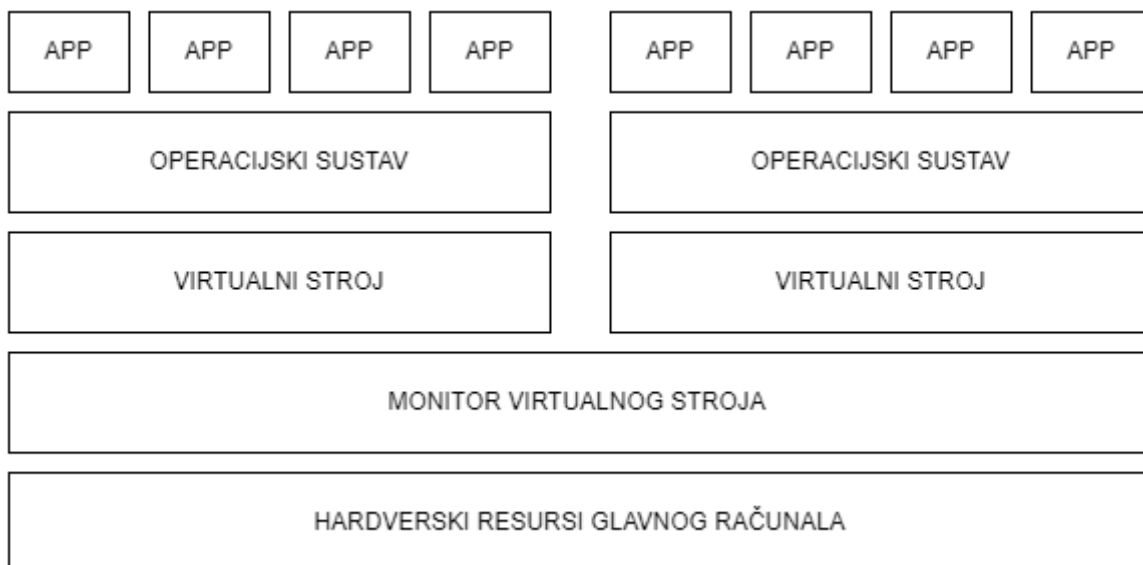 APP APP APP APP APP APP APP APP
OPERACIJSKI SUSTAV OPERACIJSKI SUSTAV
VIRTUALNI STROJ VIRTUALNI STROJ
MONITOR VIRTUALNOG STROJA
HARDVERSKI RESURSI GLAVNOG RAČUNALA